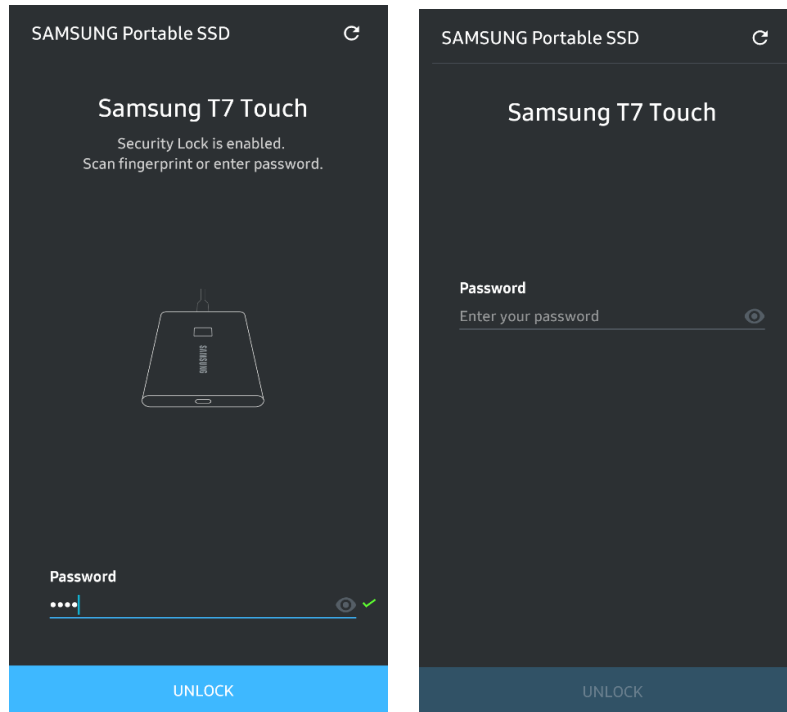 SAMSUNG Portable SSD
Samsung T7 Touch
Security Lock is enabled.
Scan fingerprint or enter password.
SAMSUNG
Password
••••
UNLOCK
SAMSUNG Portable SSD
Samsung T7 Touch
Password
Enter your password
UNLOCK